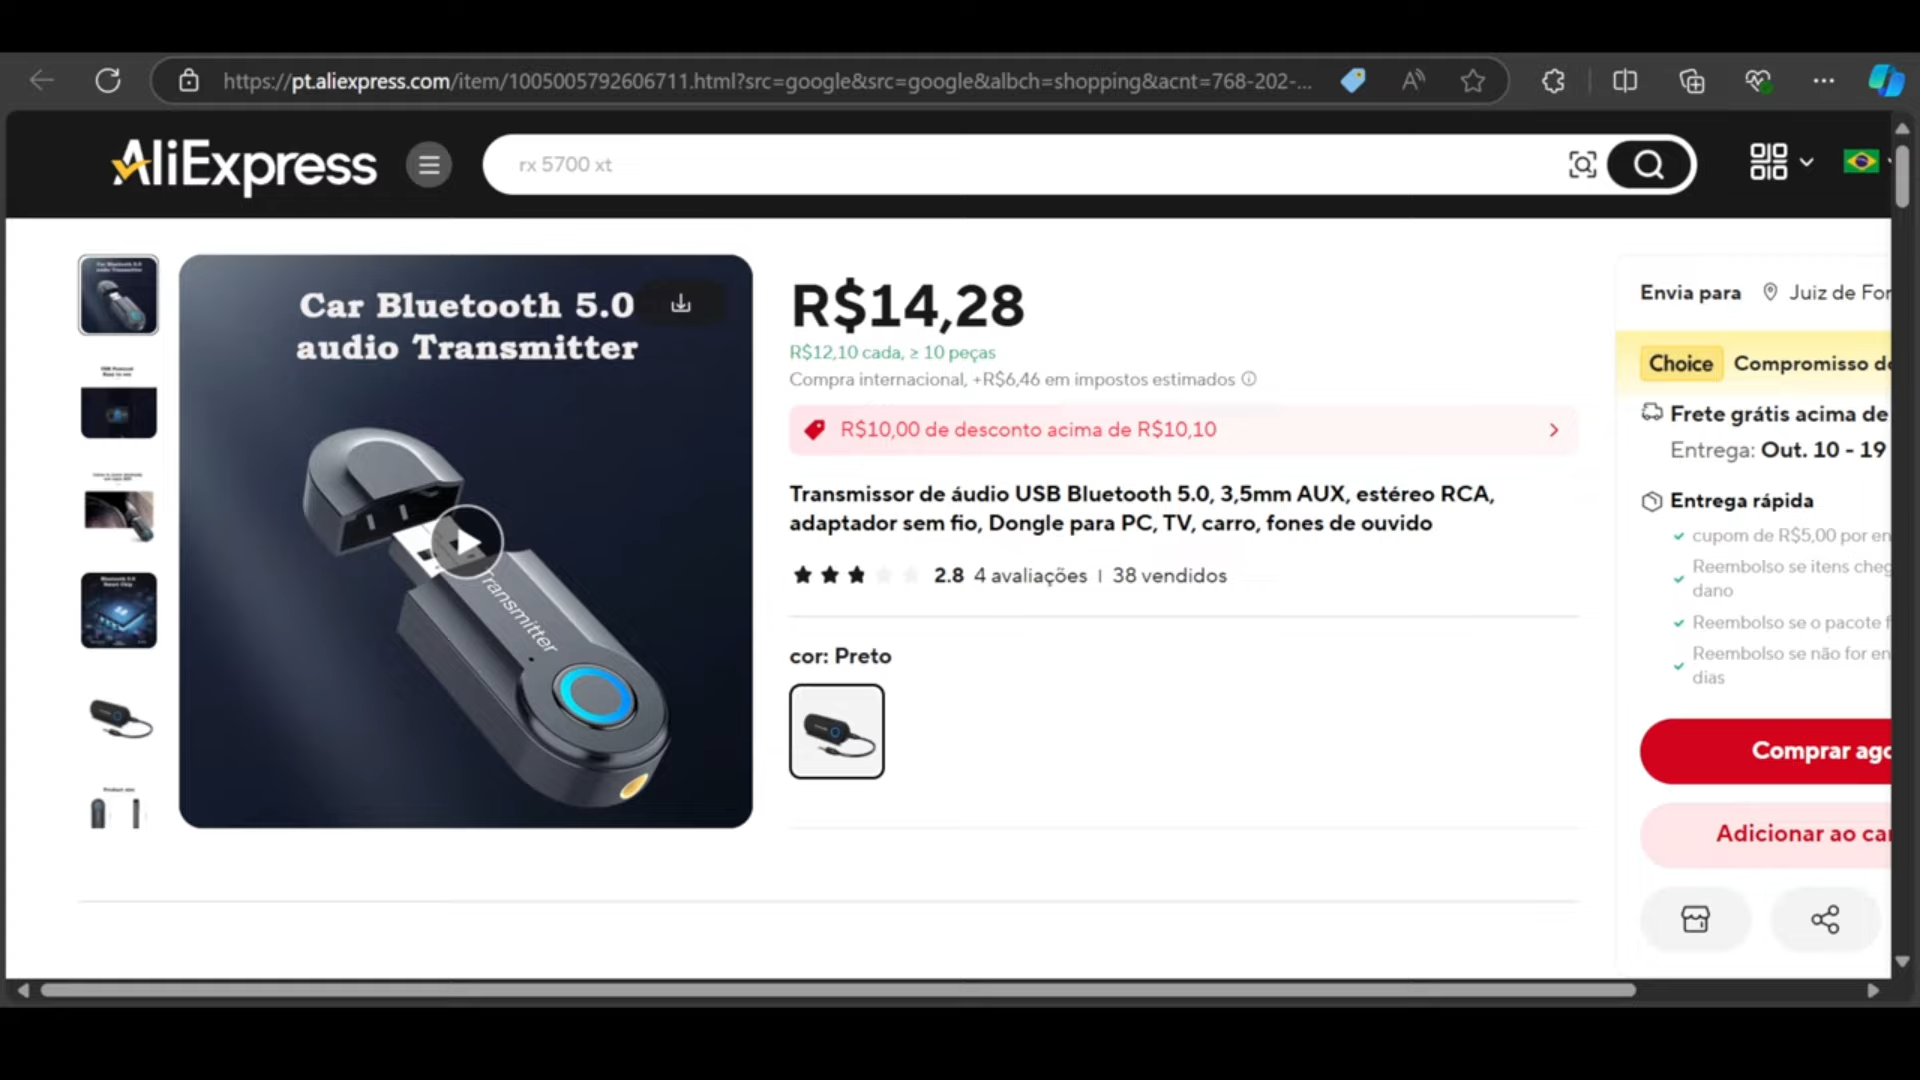 https://pt.aliexpress.com/item/1005005792606711.html?src=google&src=google&albch=shopping&acnt=768-202-...
AliExpress
rx 5700 xt
Car Bluetooth 5.0
audio Transmitter
Transmitter
R$14,28
R$12,10 cada, ≥ 10 peças
Compra internacional, +R$6,46 em impostos estimados
R$10,00 de desconto acima de R$10,10
Transmissor de áudio USB Bluetooth 5.0, 3,5mm AUX, estéreo RCA,
adaptador sem fio, Dongle para PC, TV, carro, fones de ouvido
2.8 4 avaliações | 38 vendidos
cor: Preto
Envia para Juiz de For
Choice Compromisso d
Frete grátis acima de
Entrega: Out. 10 - 19
Entrega rápida
cupom de R$5,00 por en
Reembolso se itens cheg
dano
Reembolso se o pacote f
Reembolso se não for en
dias
Comprar ago
Adicionar ao car